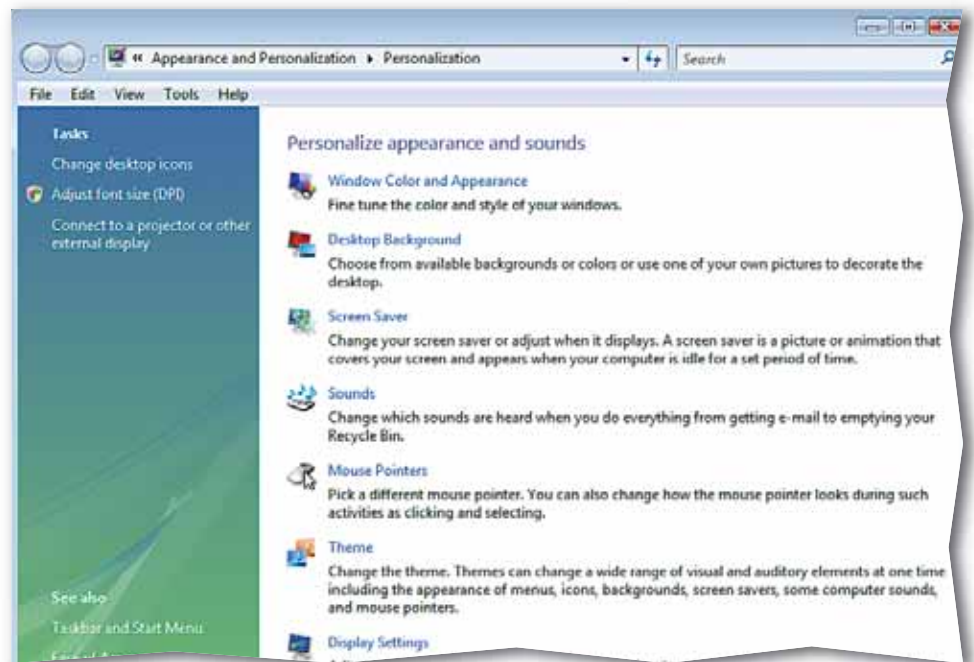 « Appearance and Personalization ▸ Personalization
Search
File Edit View Tools Help
Tasks
Change desktop icons
Adjust font size (DPI)
Connect to a projector or other
external display
See also
Taskbar and Start Menu
Personalize appearance and sounds
Window Color and Appearance
Fine tune the color and style of your windows.
Desktop Background
Choose from available backgrounds or colors or use one of your own pictures to decorate the
desktop.
Screen Saver
Change your screen saver or adjust when it displays. A screen saver is a picture or animation that
covers your screen and appears when your computer is idle for a set period of time.
Sounds
Change which sounds are heard when you do everything from getting e-mail to emptying your
Recycle Bin.
Mouse Pointers
Pick a different mouse pointer. You can also change how the mouse pointer looks during such
activities as clicking and selecting.
Theme
Change the theme. Themes can change a wide range of visual and auditory elements at one time
including the appearance of menus, icons, backgrounds, screen savers, some computer sounds,
and mouse pointers.
Display Settings